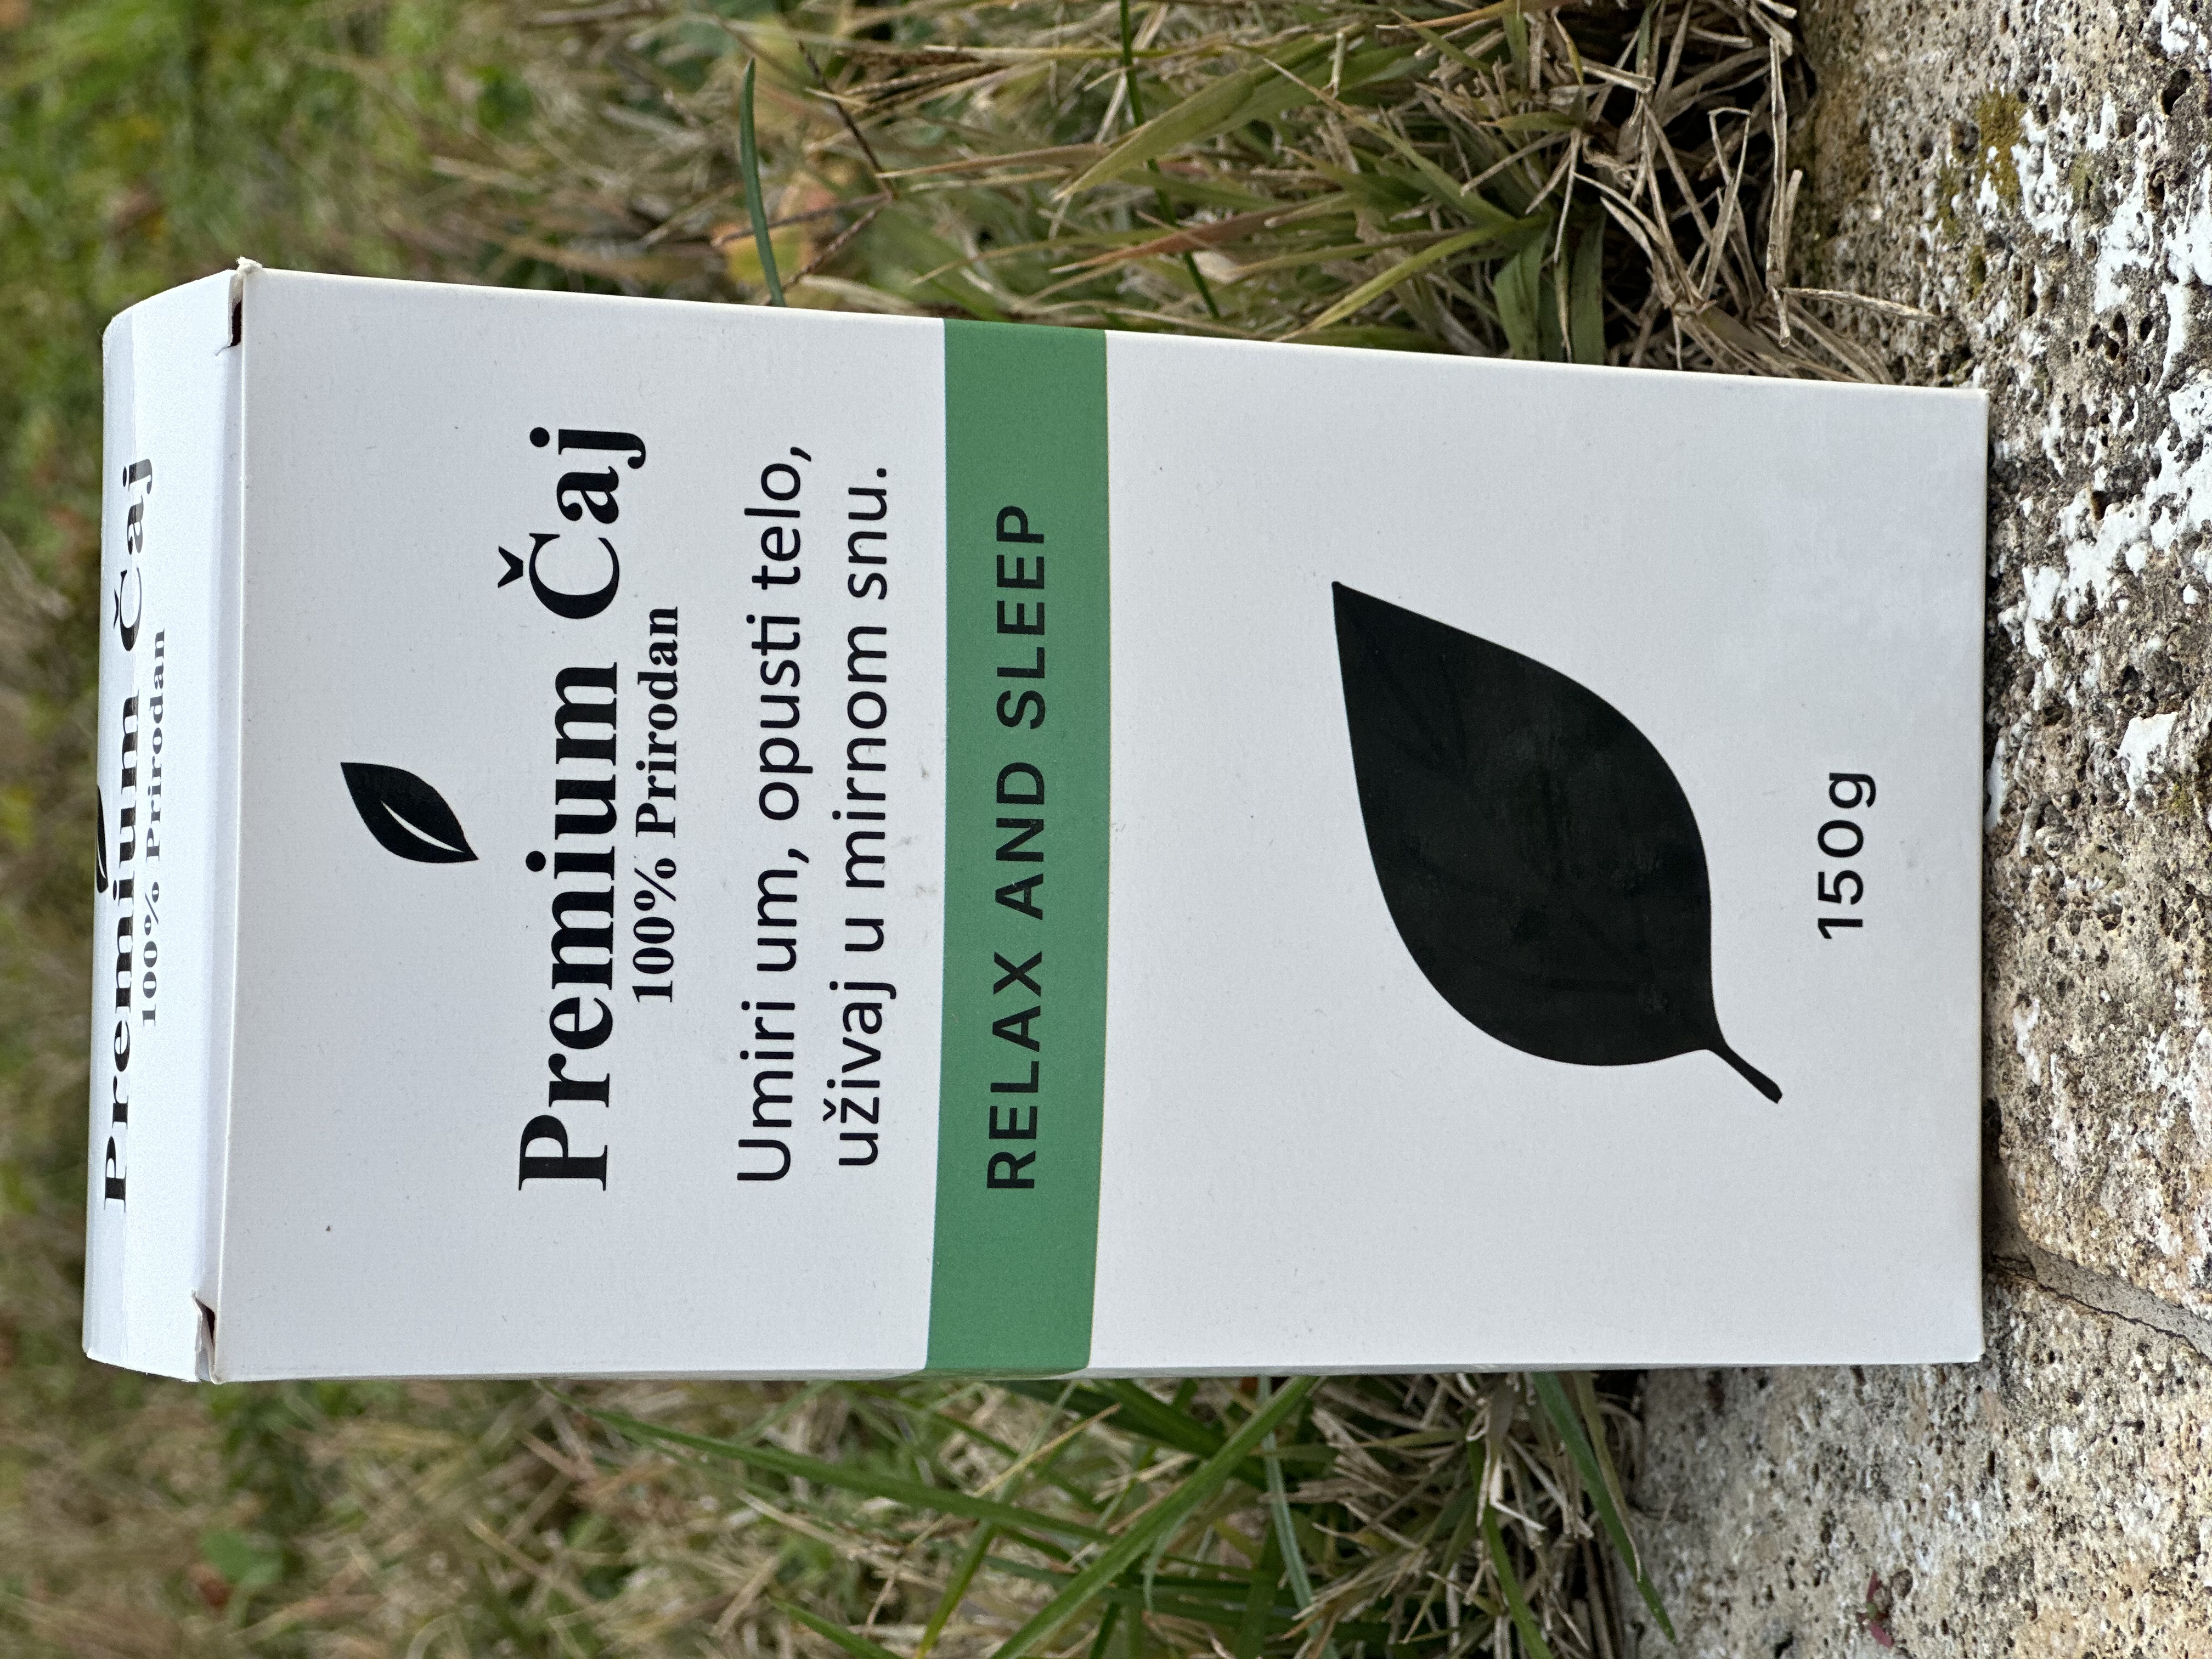 Premium Čaj
100% Prirodan
Premium Čaj
100% Prirodan
Umiri um, opusti telo,
uživaj u mirnom snu.
RELAX AND SLEEP
150g